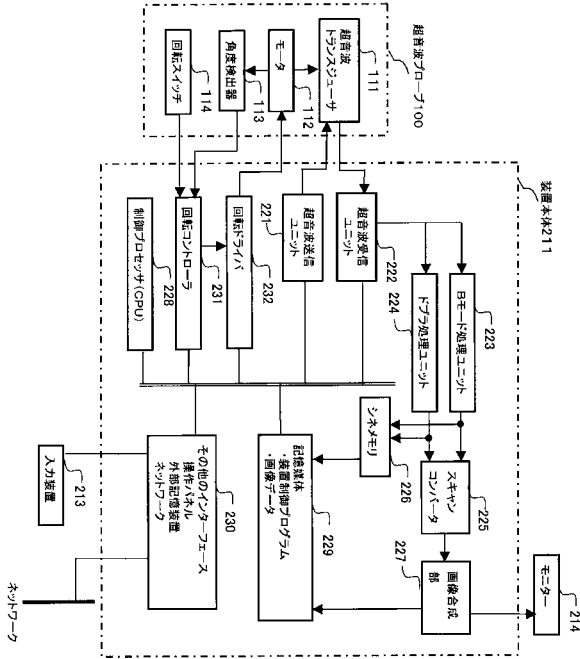 超音波プローブ100
超音波
トランスジューサ
111
モータ
112
角度検出器
113
回転スイッチ
114
装置本体211
超音波受信
ユニット
222
超音波送信
ユニット
221
回転ドライバ
232
回転コントローラ
231
制御プロセッサ(CPU)
228
Bモード処理ユニット
223
ドプラ処理ユニット
224
シネメモリ
226
スキャン
コンバータ
225
画像合成
部
227
記憶媒体
・装置制御プログラム
・画像データ
229
その他のインターフェース
操作パネル
外部記憶装置
ネットワーク
230
モニター
214
入力装置
213
ネットワーク